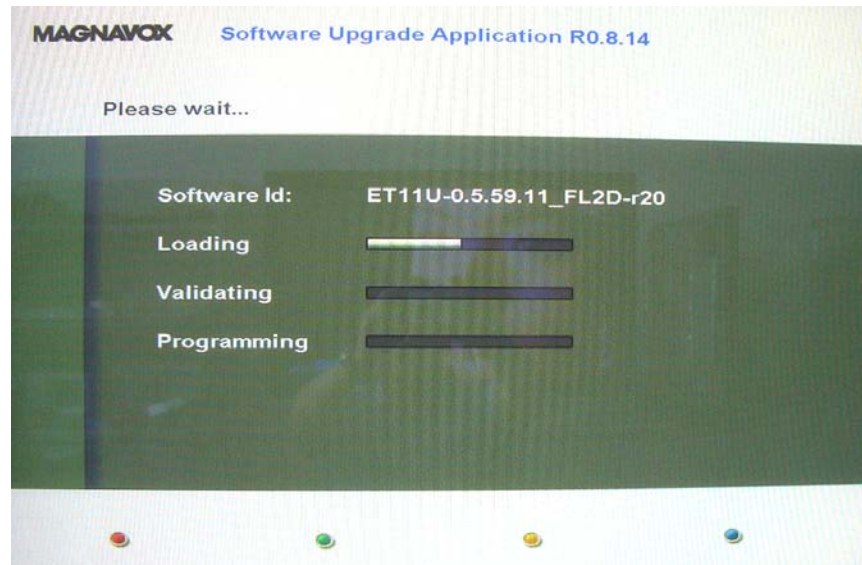 MAGNAVOX Software Upgrade Application R0.8.14
Please wait...
Software Id: ET11U-0.5.59.11_FL2D-r20
Loading
Validating
Programming